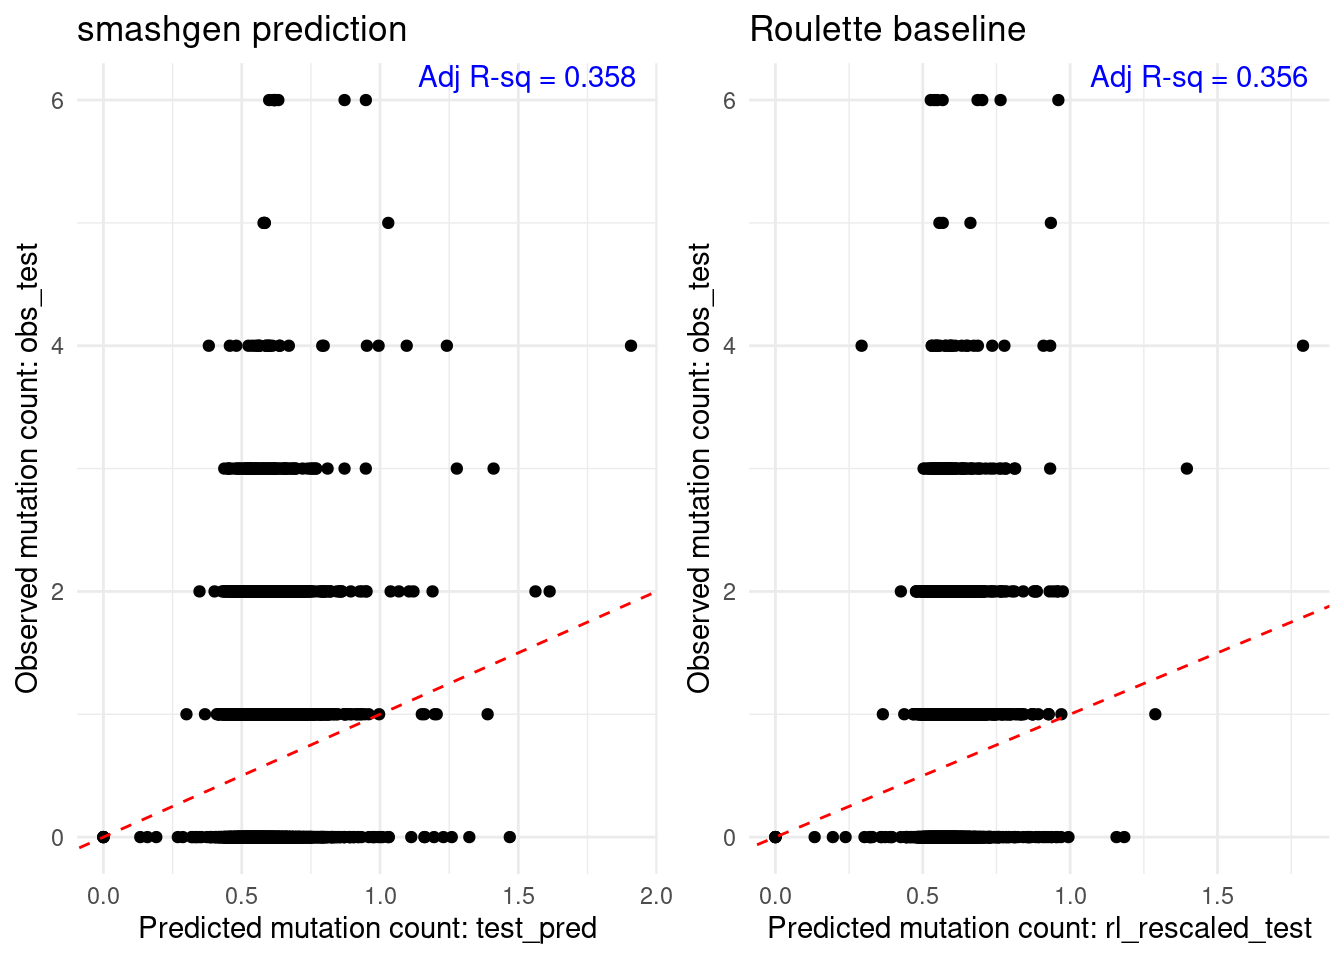 smashgen prediction
Adj R-sq = 0.358
Observed mutation count: obs_test
6
4
2
0
0.0 0.5 1.0 1.5 2.0
Predicted mutation count: test_pred
Roulette baseline
Adj R-sq = 0.356
Observed mutation count: obs_test
6
4
2
0
0.0 0.5 1.0 1.5
Predicted mutation count: rl_rescaled_test